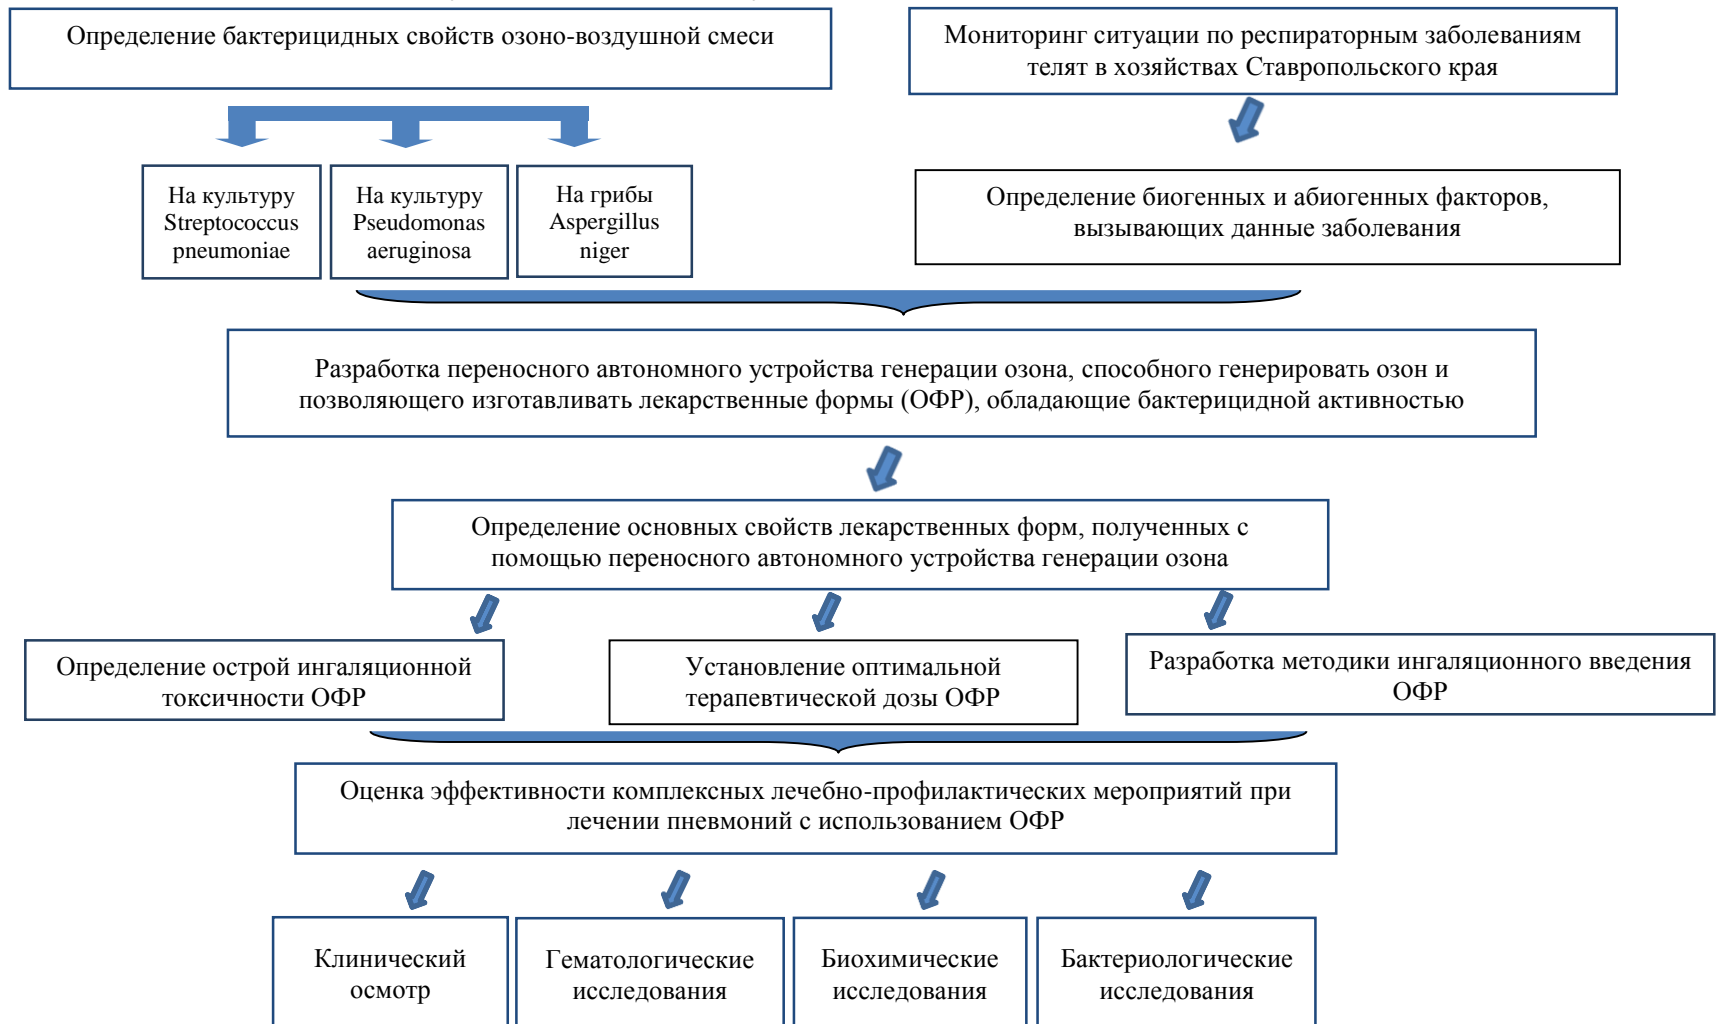 Определение бактерицидных свойств озоно-воздушной смеси
Мониторинг ситуации по респираторным заболеваниям
телят в хозяйствах Ставропольского края
На культуру
Streptococcus
pneumoniae
На культуру
Pseudomonas
aeruginosa
На грибы
Aspergillus
niger
Определение биогенных и абиогенных факторов,
вызывающих данные заболевания
Разработка переносного автономного устройства генерации озона, способного генерировать озон и
позволяющего изготавливать лекарственные формы (ОФР), обладающие бактерицидной активностью
Определение основных свойств лекарственных форм, полученных с
помощью переносного автономного устройства генерации озона
Определение острой ингаляционной
токсичности ОФР
Установление оптимальной
терапевтической дозы ОФР
Разработка методики ингаляционного введения
ОФР
Оценка эффективности комплексных лечебно-профилактических мероприятий при
лечении пневмоний с использованием ОФР
Клинический
осмотр
Гематологические
исследования
Биохимические
исследования
Бактериологические
исследования